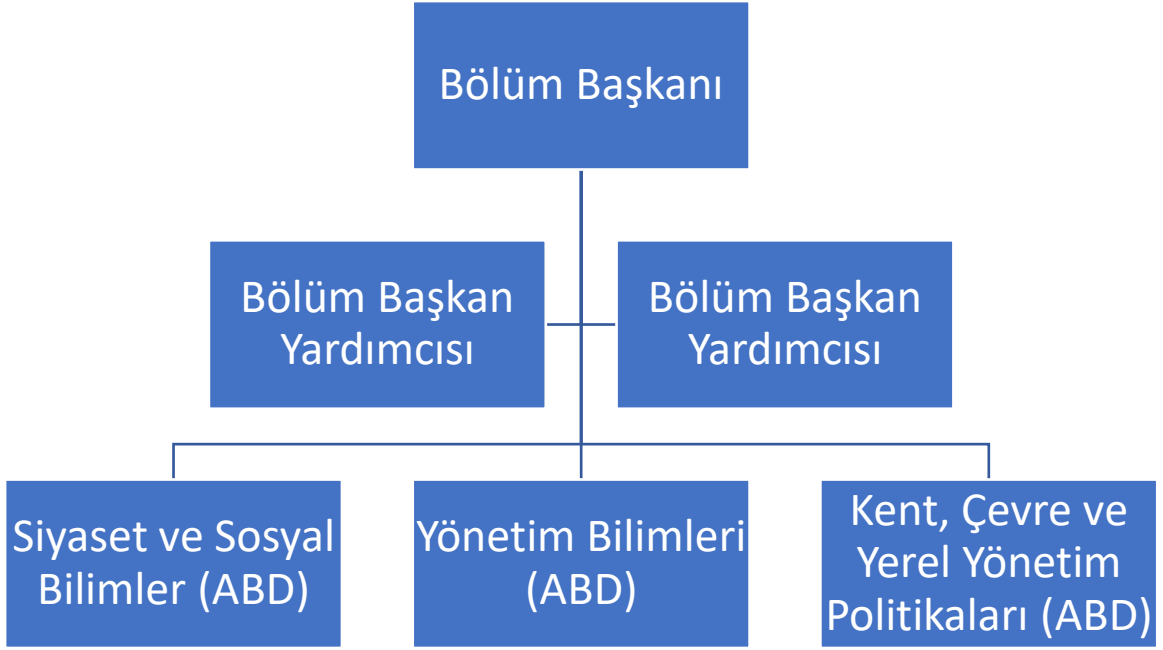 Bölüm Başkanı
Bölüm Başkan
Yardımcısı
Bölüm Başkan
Yardımcısı
Siyaset ve Sosyal
Bilimler (ABD)
Yönetim Bilimleri
(ABD)
Kent, Çevre ve
Yerel Yönetim
Politikaları (ABD)